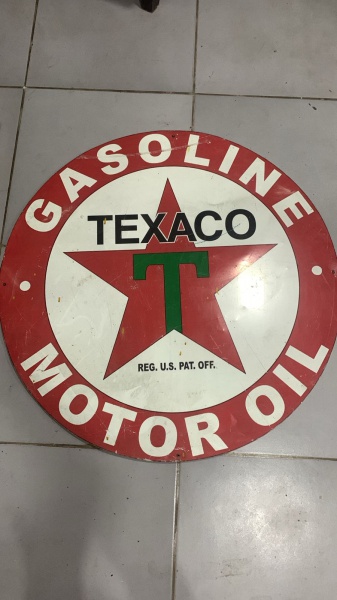 GASOLINE
TEXACO
T
REG. U.S. PAT. OFF.
MOTOR OIL